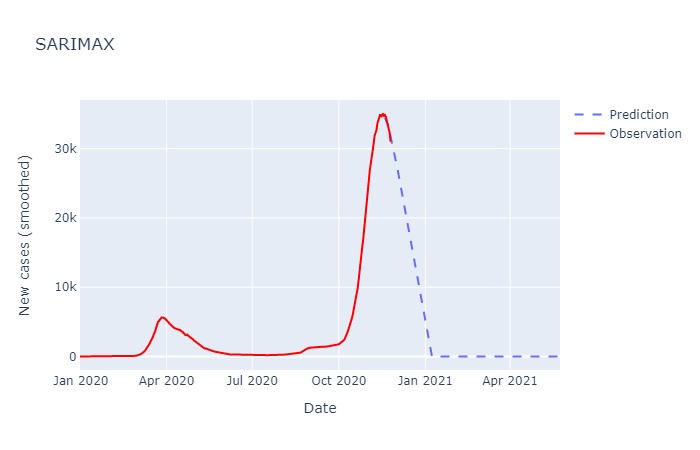 SARIMAX
Prediction
Observation
New cases (smoothed)
30k
20k
10k
0
Jan 2020
Apr 2020
Jul 2020
Oct 2020
Jan 2021
Apr 2021
Date